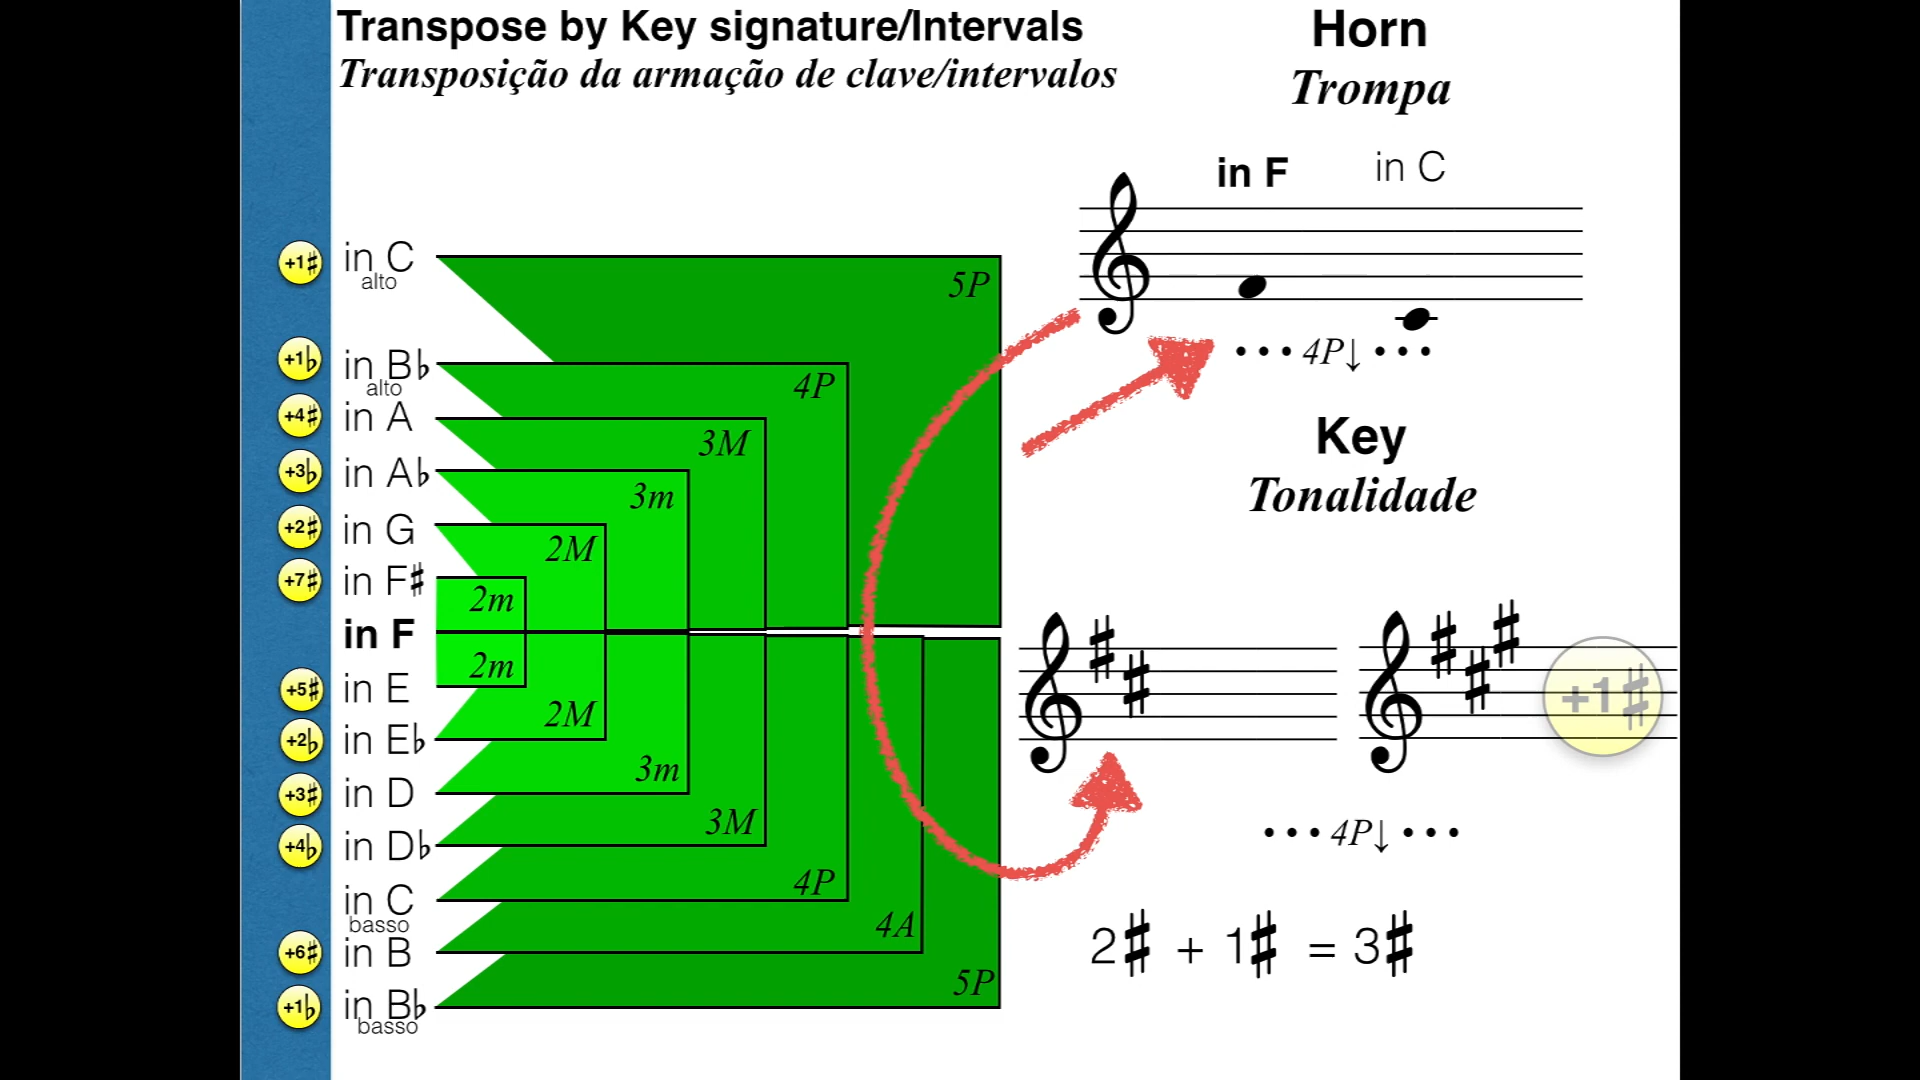 Transpose by Key signature/Intervals
Transposição da armação de clave/intervalos
Horn
Trompa
in F
in C
4P↓
+1♯ in C
alto
5P
+1♭ in B♭
alto
4P
+4♯ in A
3M
+3♭ in A♭
3m
+2♯ in G
2M
+7♯ in F♯
2m
in F
2m
+5♯ in E
2M
+2♭ in E♭
3m
+3♯ in D
3M
+4♭ in D♭
4P
in C
basso
4A
+6♯ in B
5P
+1♭ in B♭
basso
Key
Tonalidade
+1♯
4P↓
2♯ + 1♯ = 3♯